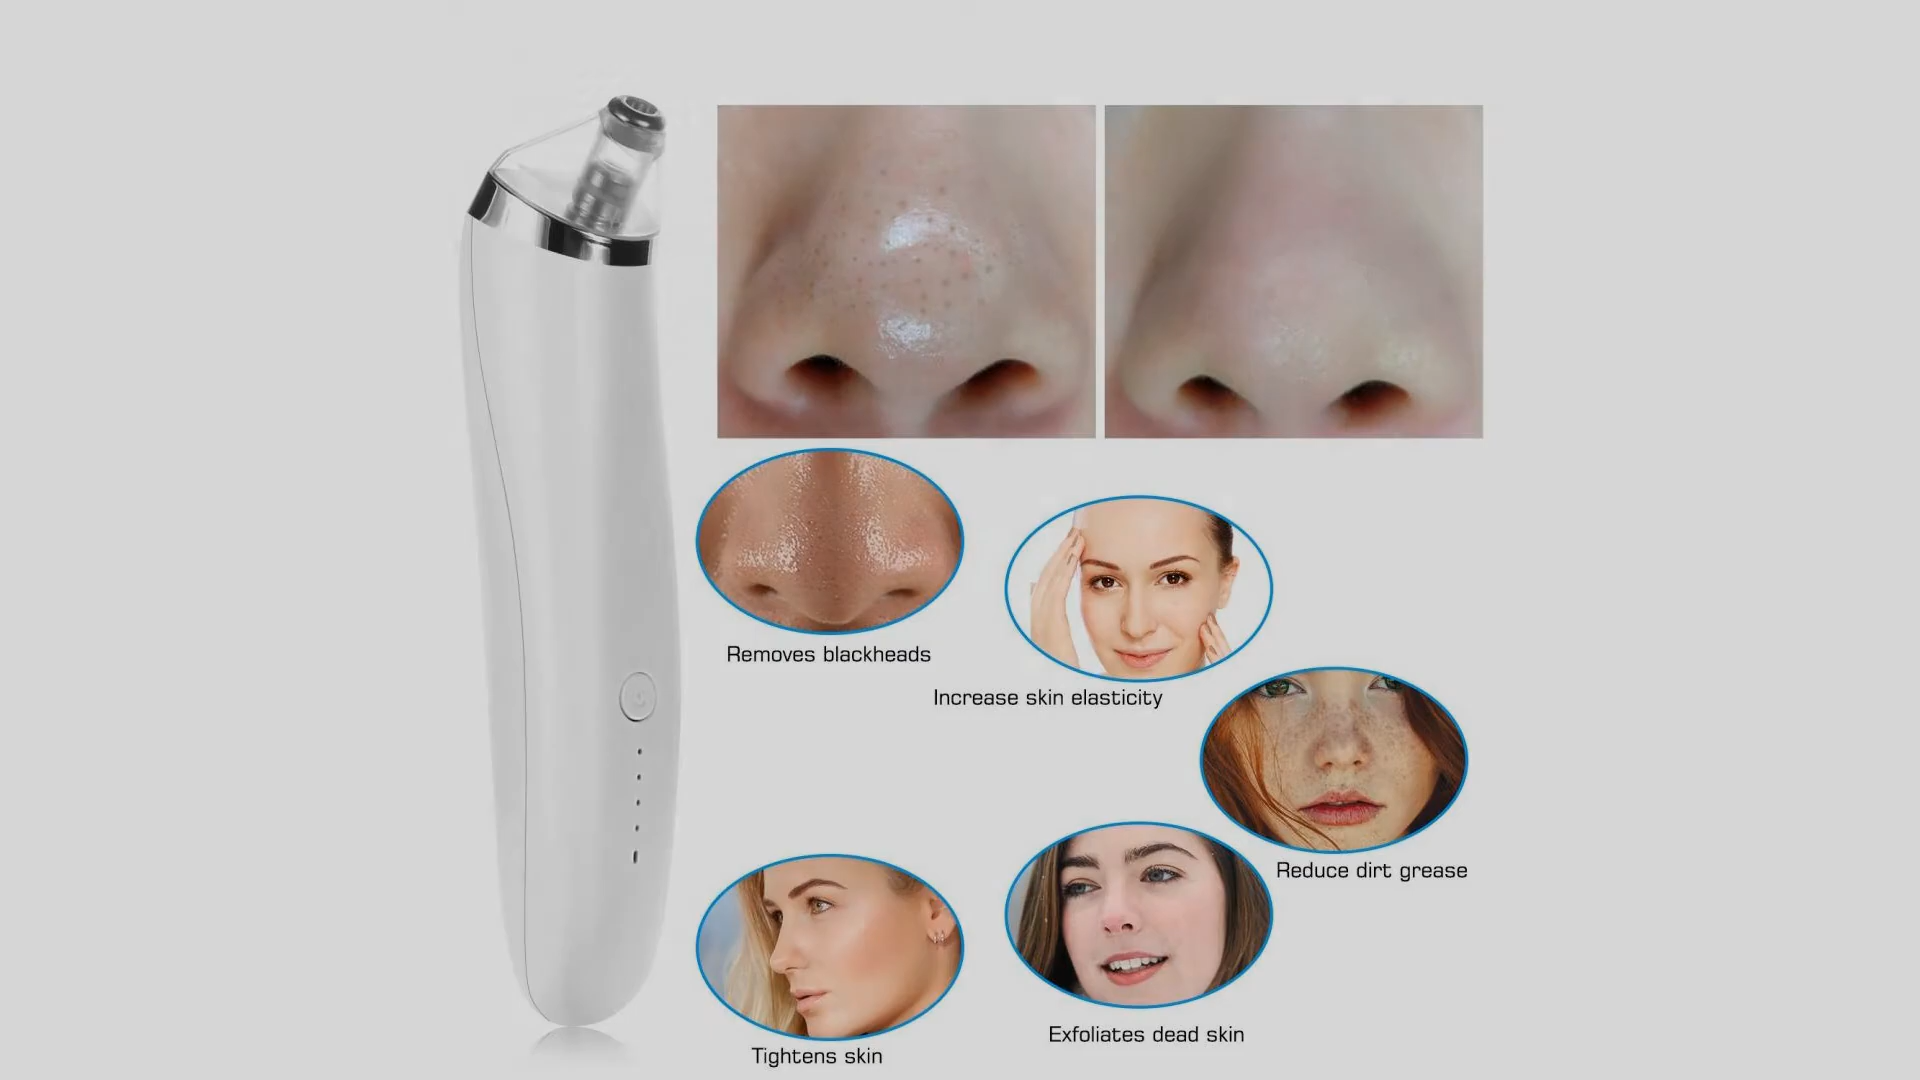 Removes blackheads
Increase skin elasticity
Reduce dirt grease
Exfoliates dead skin
Tightens skin